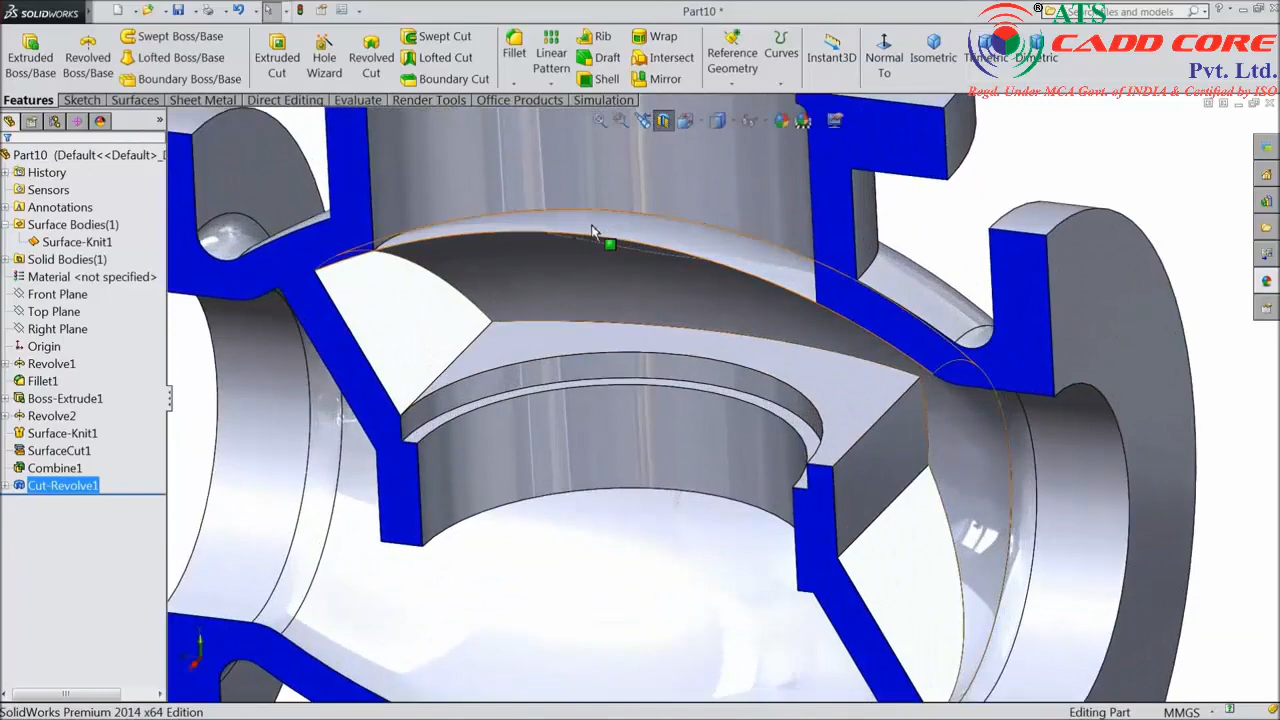 SOLIDWORKS
Part10 *
Search files and models
ATS
CADD CORE
Pvt. Ltd.
Regd. Under MCA Govt. of INDIA & Certified by ISO
Extruded Boss/Base
Revolved Boss/Base
Swept Boss/Base
Lofted Boss/Base
Boundary Boss/Base
Extruded Cut
Hole Wizard
Revolved Cut
Swept Cut
Lofted Cut
Boundary Cut
Fillet
Linear Pattern
Rib
Draft
Shell
Wrap
Intersect
Mirror
Reference Geometry
Curves
Instant3D
Normal To
Isometric
Trimetric
Dimetric
Features
Sketch
Surfaces
Sheet Metal
Direct Editing
Evaluate
Render Tools
Office Products
Simulation
Part10 (Default<<Default>_D
History
Sensors
Annotations
Surface Bodies(1)
Surface-Knit1
Solid Bodies(1)
Material <not specified>
Front Plane
Top Plane
Right Plane
Origin
Revolve1
Fillet1
Boss-Extrude1
Revolve2
Surface-Knit1
SurfaceCut1
Combine1
Cut-Revolve1
SolidWorks Premium 2014 x64 Edition
Editing Part
MMGS